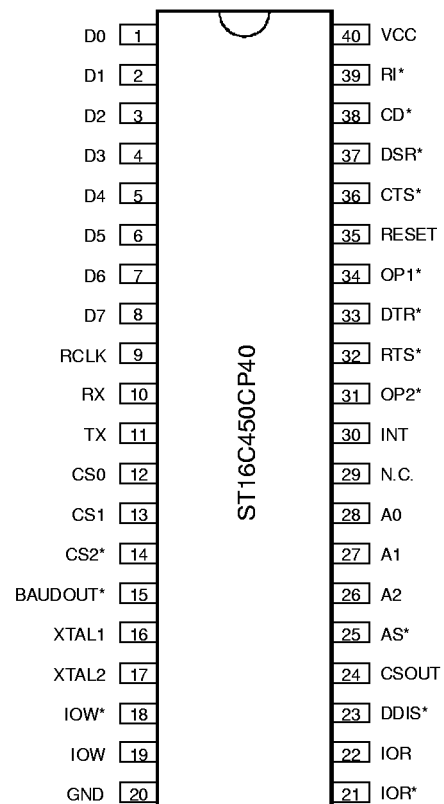 D0 1 40 VCC
D1 2 39 RI*
D2 3 38 CD*
D3 4 37 DSR*
D4 5 36 CTS*
D5 6 35 RESET
D6 7 34 OP1*
D7 8 33 DTR*
RCLK 9 32 RTS*
RX 10 31 OP2*
TX 11 30 INT
CS0 12 29 N.C.
CS1 13 28 A0
CS2* 14 27 A1
BAUDOUT* 15 26 A2
XTAL1 16 25 AS*
XTAL2 17 24 CSOUT
IOW* 18 23 DDIS*
IOW 19 22 IOR
GND 20 21 IOR*
ST16C450CP40